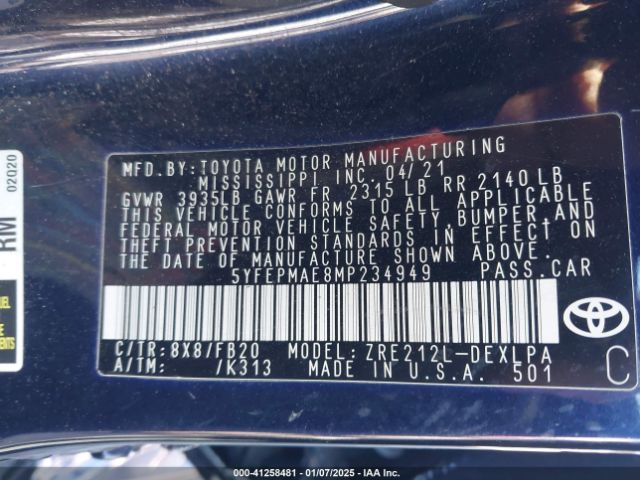 MFD.BY:TOYOTA MOTOR MANUFACTURING
MISSISSIPPI INC. 04/21
GVWR 3935LB GAWR FR 2315 LB RR 2140 LB
THIS VEHICLE CONFORMS TO ALL APPLICABLE
FEDERAL MOTOR VEHICLE SAFETY, BUMPER, AND
THEFT PREVENTION STANDARDS IN EFFECT ON
THE DATE OF MANUFACTURE SHOWN ABOVE.
5YFEPMAE8MP234949 PASS.CAR
C/TR:8X8/FB20 MODEL:ZRE212L-DEXLPA
A/TM: /K313 MADE IN U.S.A. 501
C
02Q20
RM
000-41258481 - 01/07/2025 - IAA Inc.